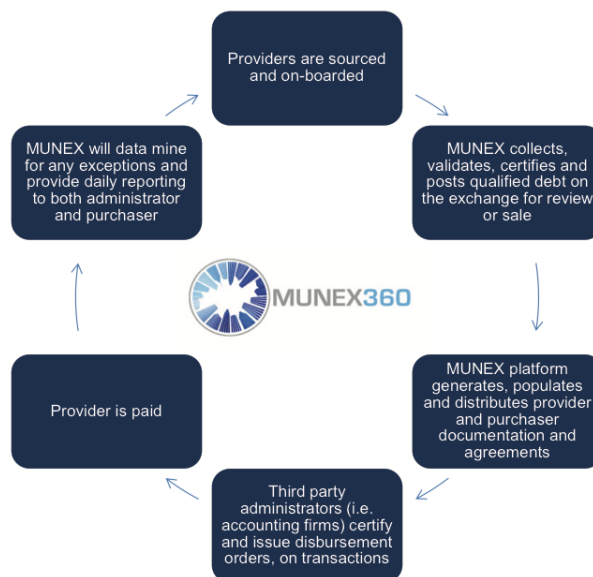 Providers are sourced
and on-boarded
MUNEX collects,
validates, certifies and
posts qualified debt on
the exchange for review
or sale
MUNEX platform
generates, populates
and distributes provider
and purchaser
documentation and
agreements
Third party
administrators (i.e.
accounting firms) certify
and issue disbursement
orders, on transactions
Provider is paid
MUNEX will data mine
for any exceptions and
provide daily reporting
to both administrator
and purchaser
MUNEX360